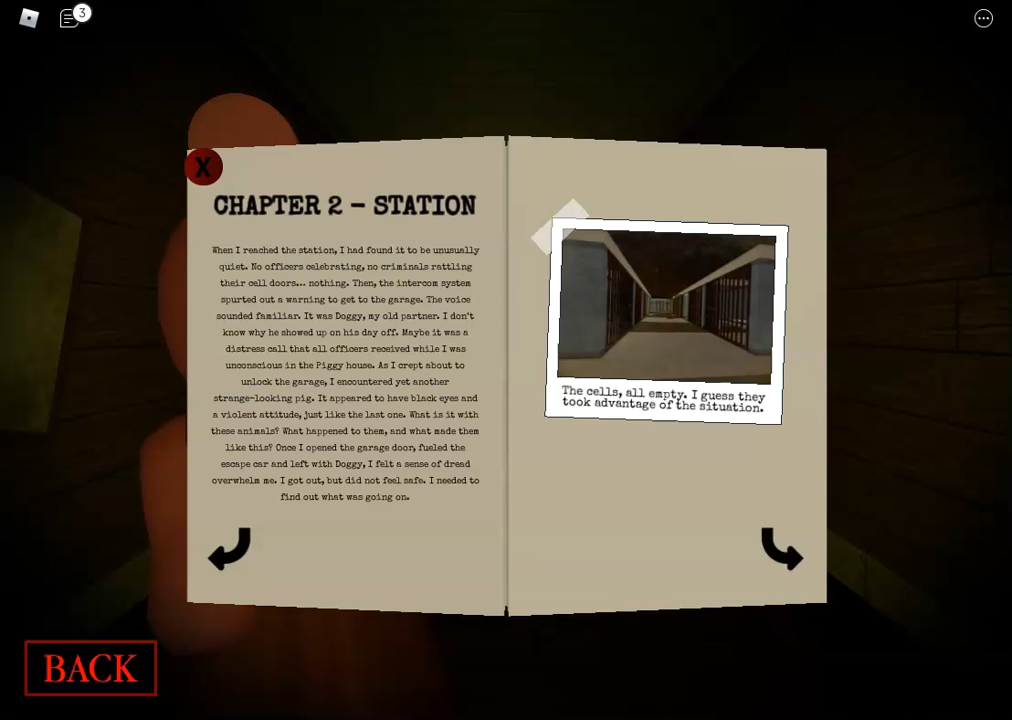 3
X
CHAPTER 2 - STATION
When I reached the station, I had found it to be unusually
quiet. No officers celebrating, no criminals rattling
their cell doors... nothing. Then, the intercom system
spurted out a warning to get to the garage. The voice
sounded familiar. It was Doggy, my old partner. I don't
know why he showed up on his day off. Maybe it was a
distress call that all officers received while I was
unconscious in the Piggy house. As I crept about to
unlock the garage, I encountered yet another
strange-looking pig. It appeared to have black eyes and
a violent attitude, just like the last one. What is it with
these animals? What happened to them, and what made them
like this? Once I opened the garage door, fueled the
escape car and left with Doggy, I felt a sense of dread
overwhelm me. I got out, but did not feel safe. I needed to
find out what was going on.
The cells, all empty. I guess they
took advantage of the situation.
BACK